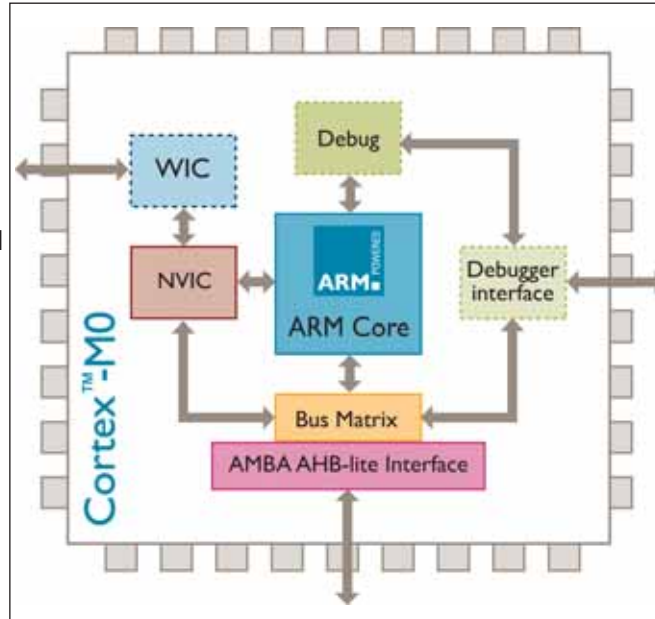 WIC
Debug
NVIC
ARM
POWERED
ARM Core
Debugger
interface
Bus Matrix
AMBA AHB-lite Interface
Cortex™-M0